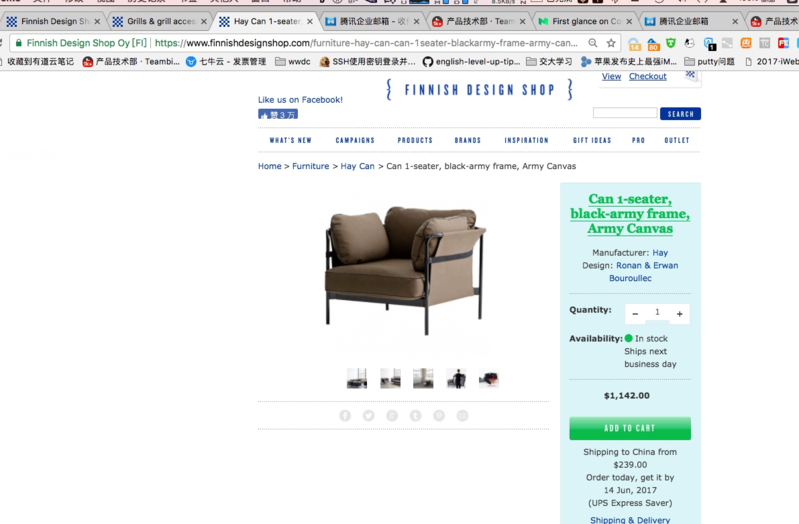 Finnish Design Sh
Grills & grill acces
Hay Can 1-seater
腾讯企业邮箱 - 收
产品技术部 · Team
First glance on Co
腾讯企业邮箱
产品技术
Finnish Design Shop Oy [FI] | https://www.finnishdesignshop.com/furniture-hay-can-can-1seater-blackarmy-frame-army-can...
收藏到有道云笔记
产品技术部 · Teambi...
七牛云 - 发票管理
wwdc
SSH使用密钥登录并...
english-level-up-tip...
交大学习
苹果发布史上最强iM...
putty问题
2017-iWeb
View Checkout
Like us on Facebook!
赞 3 万
{ FINNISH DESIGN SHOP }
SEARCH
WHAT'S NEW CAMPAIGNS PRODUCTS BRANDS INSPIRATION GIFT IDEAS PRO OUTLET
Home > Furniture > Hay Can > Can 1-seater, black-army frame, Army Canvas
Can 1-seater,
black-army frame,
Army Canvas
Manufacturer: Hay
Design: Ronan & Erwan
Bouroullec
Quantity: − 1 +
Availability: In stock
Ships next
business day
$1,142.00
ADD TO CART
Shipping to China from
$239.00
Order today, get it by
14 Jun, 2017
(UPS Express Saver)
Shipping & Delivery